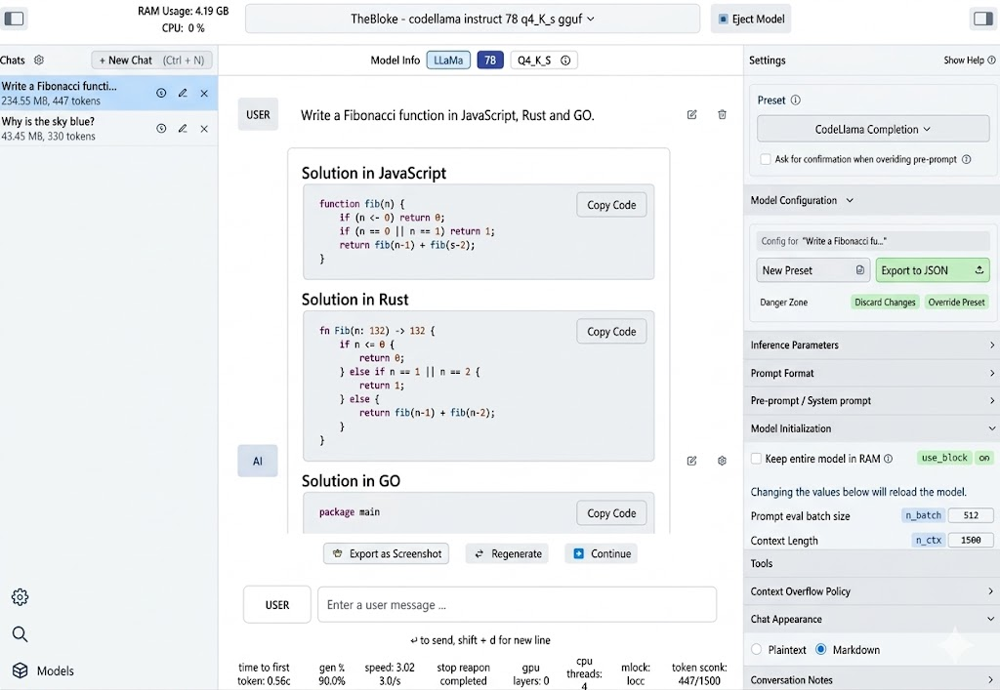 RAM Usage: 4.19 GB
CPU: 0 %
TheBloke - codellama instruct 78 q4_K_s gguf
Eject Model
Chats
+ New Chat (Ctrl + N)
Model Info LLaMa 78 Q4_K_S
Settings
Show Help
Write a Fibonacci functi...
234.55 MB, 447 tokens
Why is the sky blue?
43.45 MB, 330 tokens
USER
Write a Fibonacci function in JavaScript, Rust and GO.
Solution in JavaScript
Copy Code
function fib(n) {
if (n <- 0) return 0;
if (n == 0 || n == 1) return 1;
return fib(n-1) + fib(s-2);
}
Solution in Rust
Copy Code
fn Fib(n: 132) -> 132 {
if n <= 0 {
return 0;
} else if n == 1 || n == 2 {
return 1;
} else {
return fib(n-1) + fib(n-2);
}
}
AI
Solution in GO
package main
Copy Code
Export as Screenshot
Regenerate
Continue
USER
Enter a user message ...
↵ to send, shift + d for new line
time to first
token: 0.56c
gen %
90.0%
speed: 3.02
3.0/s
stop reapon
completed
gpu
layers: 0
cpu
threads:
4
mlock:
locc
token sconk:
447/1500
Models
Preset
CodeLlama Completion
Ask for confirmation when overiding pre-prompt
Model Configuration
Config for "Write a Fibonacci fu..."
New Preset
Export to JSON
Danger Zone
Discard Changes
Override Preset
Inference Parameters
Prompt Format
Pre-prompt / System prompt
Model Initialization
Keep entire model in RAM
use_block on
Changing the values below will reload the model.
Prompt eval batch size n_batch 512
Context Length n_ctx 1500
Tools
Context Overflow Policy
Chat Appearance
Plaintext
Markdown
Conversation Notes